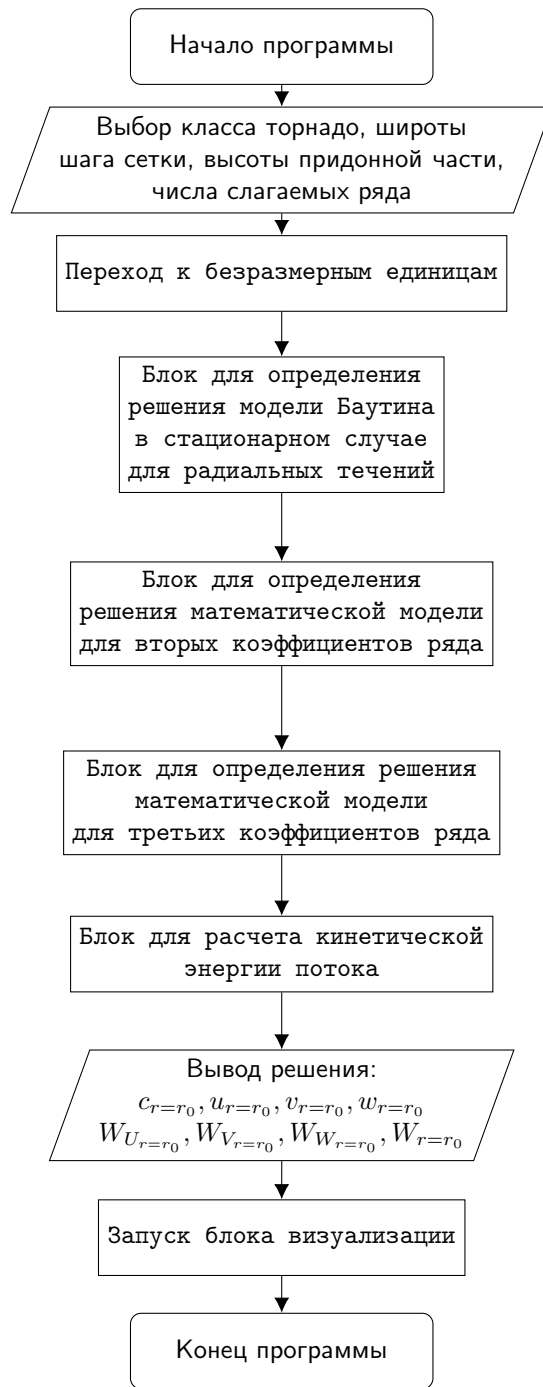 Начало программы
Выбор класса торнадо, широты
шага сетки, высоты придонной части,
числа слагаемых ряда
Переход к безразмерным единицам
Блок для определения
решения модели Баутина
в стационарном случае
для радиальных течений
Блок для определения
решения математической модели
для вторых коэффициентов ряда
Блок для определения решения
математической модели
для третьих коэффициентов ряда
Блок для расчета кинетической
энергии потока
Вывод решения:
$c_{r=r_0}, u_{r=r_0}, v_{r=r_0}, w_{r=r_0}$
$W_{U_{r=r_0}}, W_{V_{r=r_0}}, W_{W_{r=r_0}}, W_{r=r_0}$
Запуск блока визуализации
Конец программы